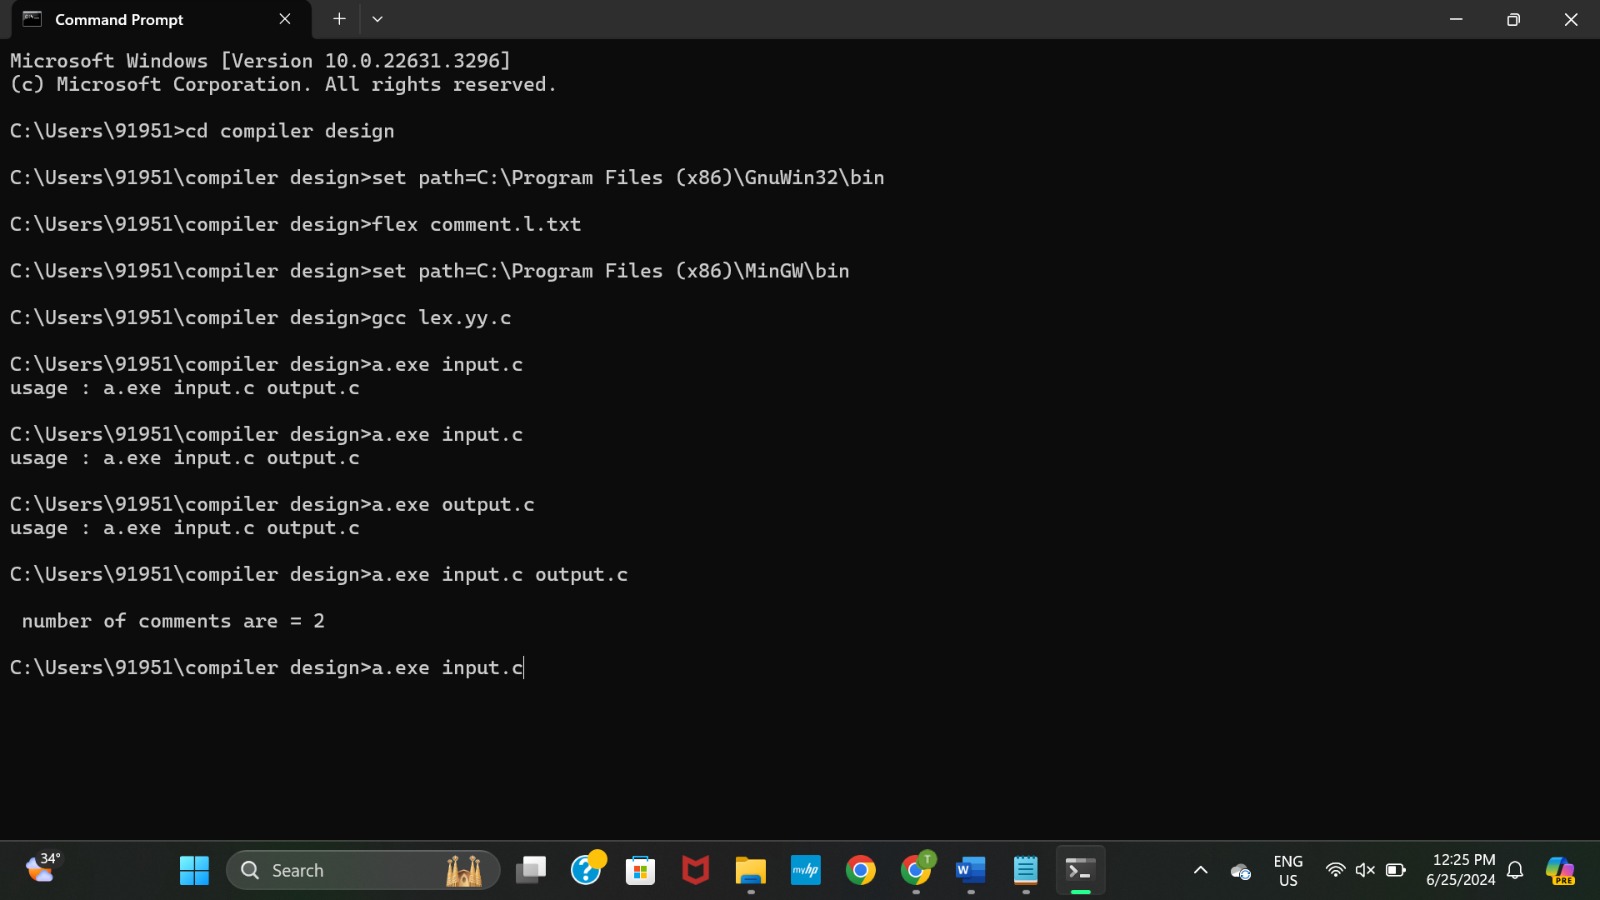 Command Prompt
Microsoft Windows [Version 10.0.22631.3296]
(c) Microsoft Corporation. All rights reserved.
C:\Users\91951>cd compiler design
C:\Users\91951\compiler design>set path=C:\Program Files (x86)\GnuWin32\bin
C:\Users\91951\compiler design>flex comment.l.txt
C:\Users\91951\compiler design>set path=C:\Program Files (x86)\MinGW\bin
C:\Users\91951\compiler design>gcc lex.yy.c
C:\Users\91951\compiler design>a.exe input.c
usage : a.exe input.c output.c
C:\Users\91951\compiler design>a.exe input.c
usage : a.exe input.c output.c
C:\Users\91951\compiler design>a.exe output.c
usage : a.exe input.c output.c
C:\Users\91951\compiler design>a.exe input.c output.c
number of comments are = 2
C:\Users\91951\compiler design>a.exe input.c
34°
Search
myhp
T
W
ENG
US
12:25 PM
6/25/2024
PRE